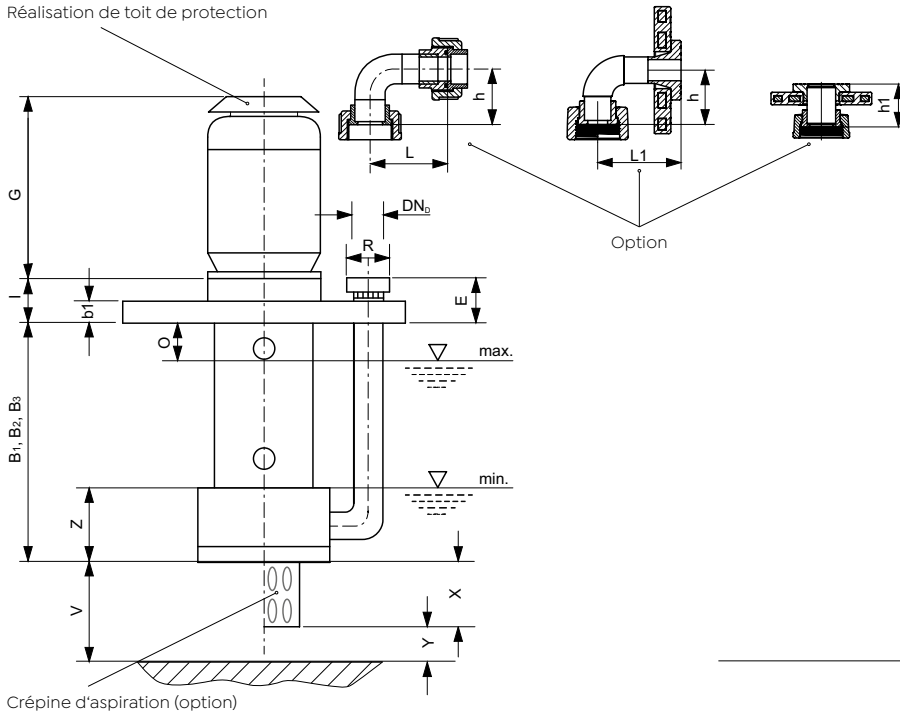 Réalisation de toit de protection
h
L
h
L1
h1
Option
G
DN_D
R
I
b1
E
O
max.
B1, B2, B3
min.
Z
X
V
Y
Crépine d'aspiration (option)